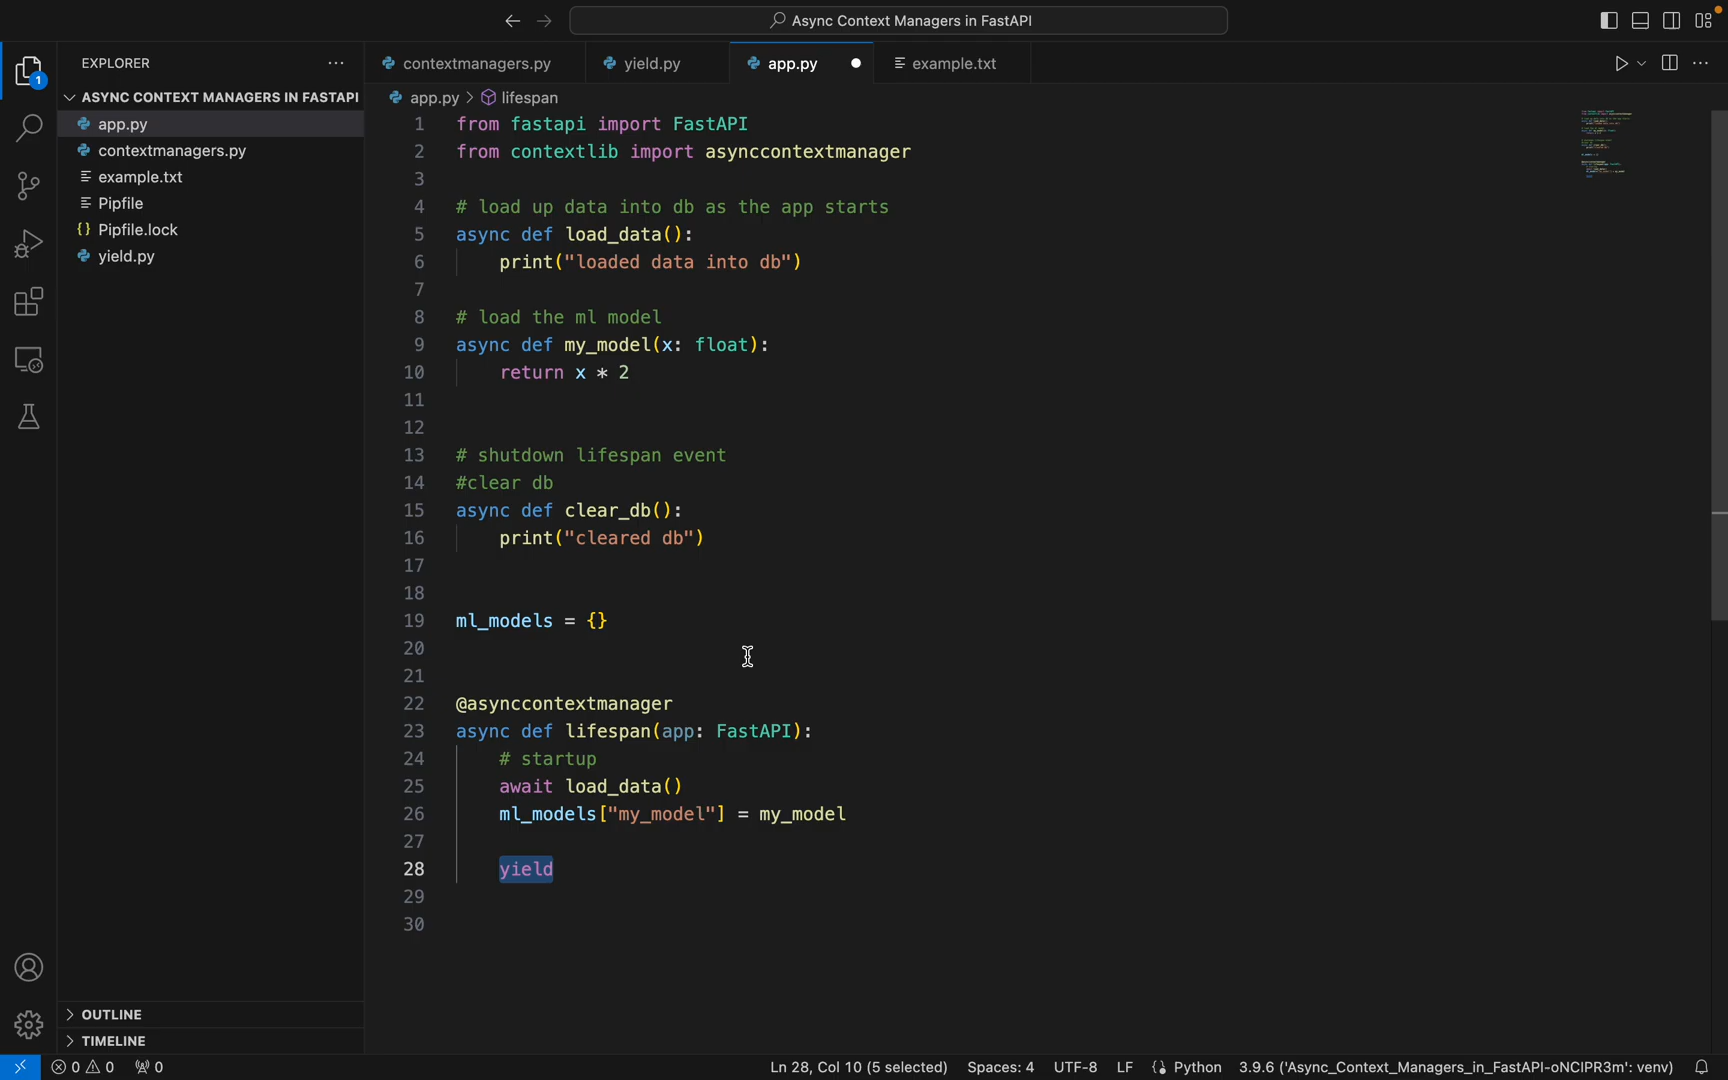 Async Context Managers in FastAPI
EXPLORER
1
ASYNC CONTEXT MANAGERS IN FASTAPI
app.py
contextmanagers.py
example.txt
Pipfile
Pipfile.lock
yield.py
OUTLINE
TIMELINE
contextmanagers.py yield.py app.py example.txt
app.py > lifespan
1 from fastapi import FastAPI
2 from contextlib import asynccontextmanager
3
4 # load up data into db as the app starts
5 async def load_data():
6 print("loaded data into db")
7
8 # load the ml model
9 async def my_model(x: float):
10 return x * 2
11
12
13 # shutdown lifespan event
14 #clear db
15 async def clear_db():
16 print("cleared db")
17
18
19 ml_models = {}
20
21
22 @asynccontextmanager
23 async def lifespan(app: FastAPI):
24 # startup
25 await load_data()
26 ml_models["my_model"] = my_model
27
28 yield
29
30
0 0 0 Ln 28, Col 10 (5 selected) Spaces: 4 UTF-8 LF {} Python 3.9.6 ('Async_Context_Managers_in_FastAPI-oNCIPR3m': venv)